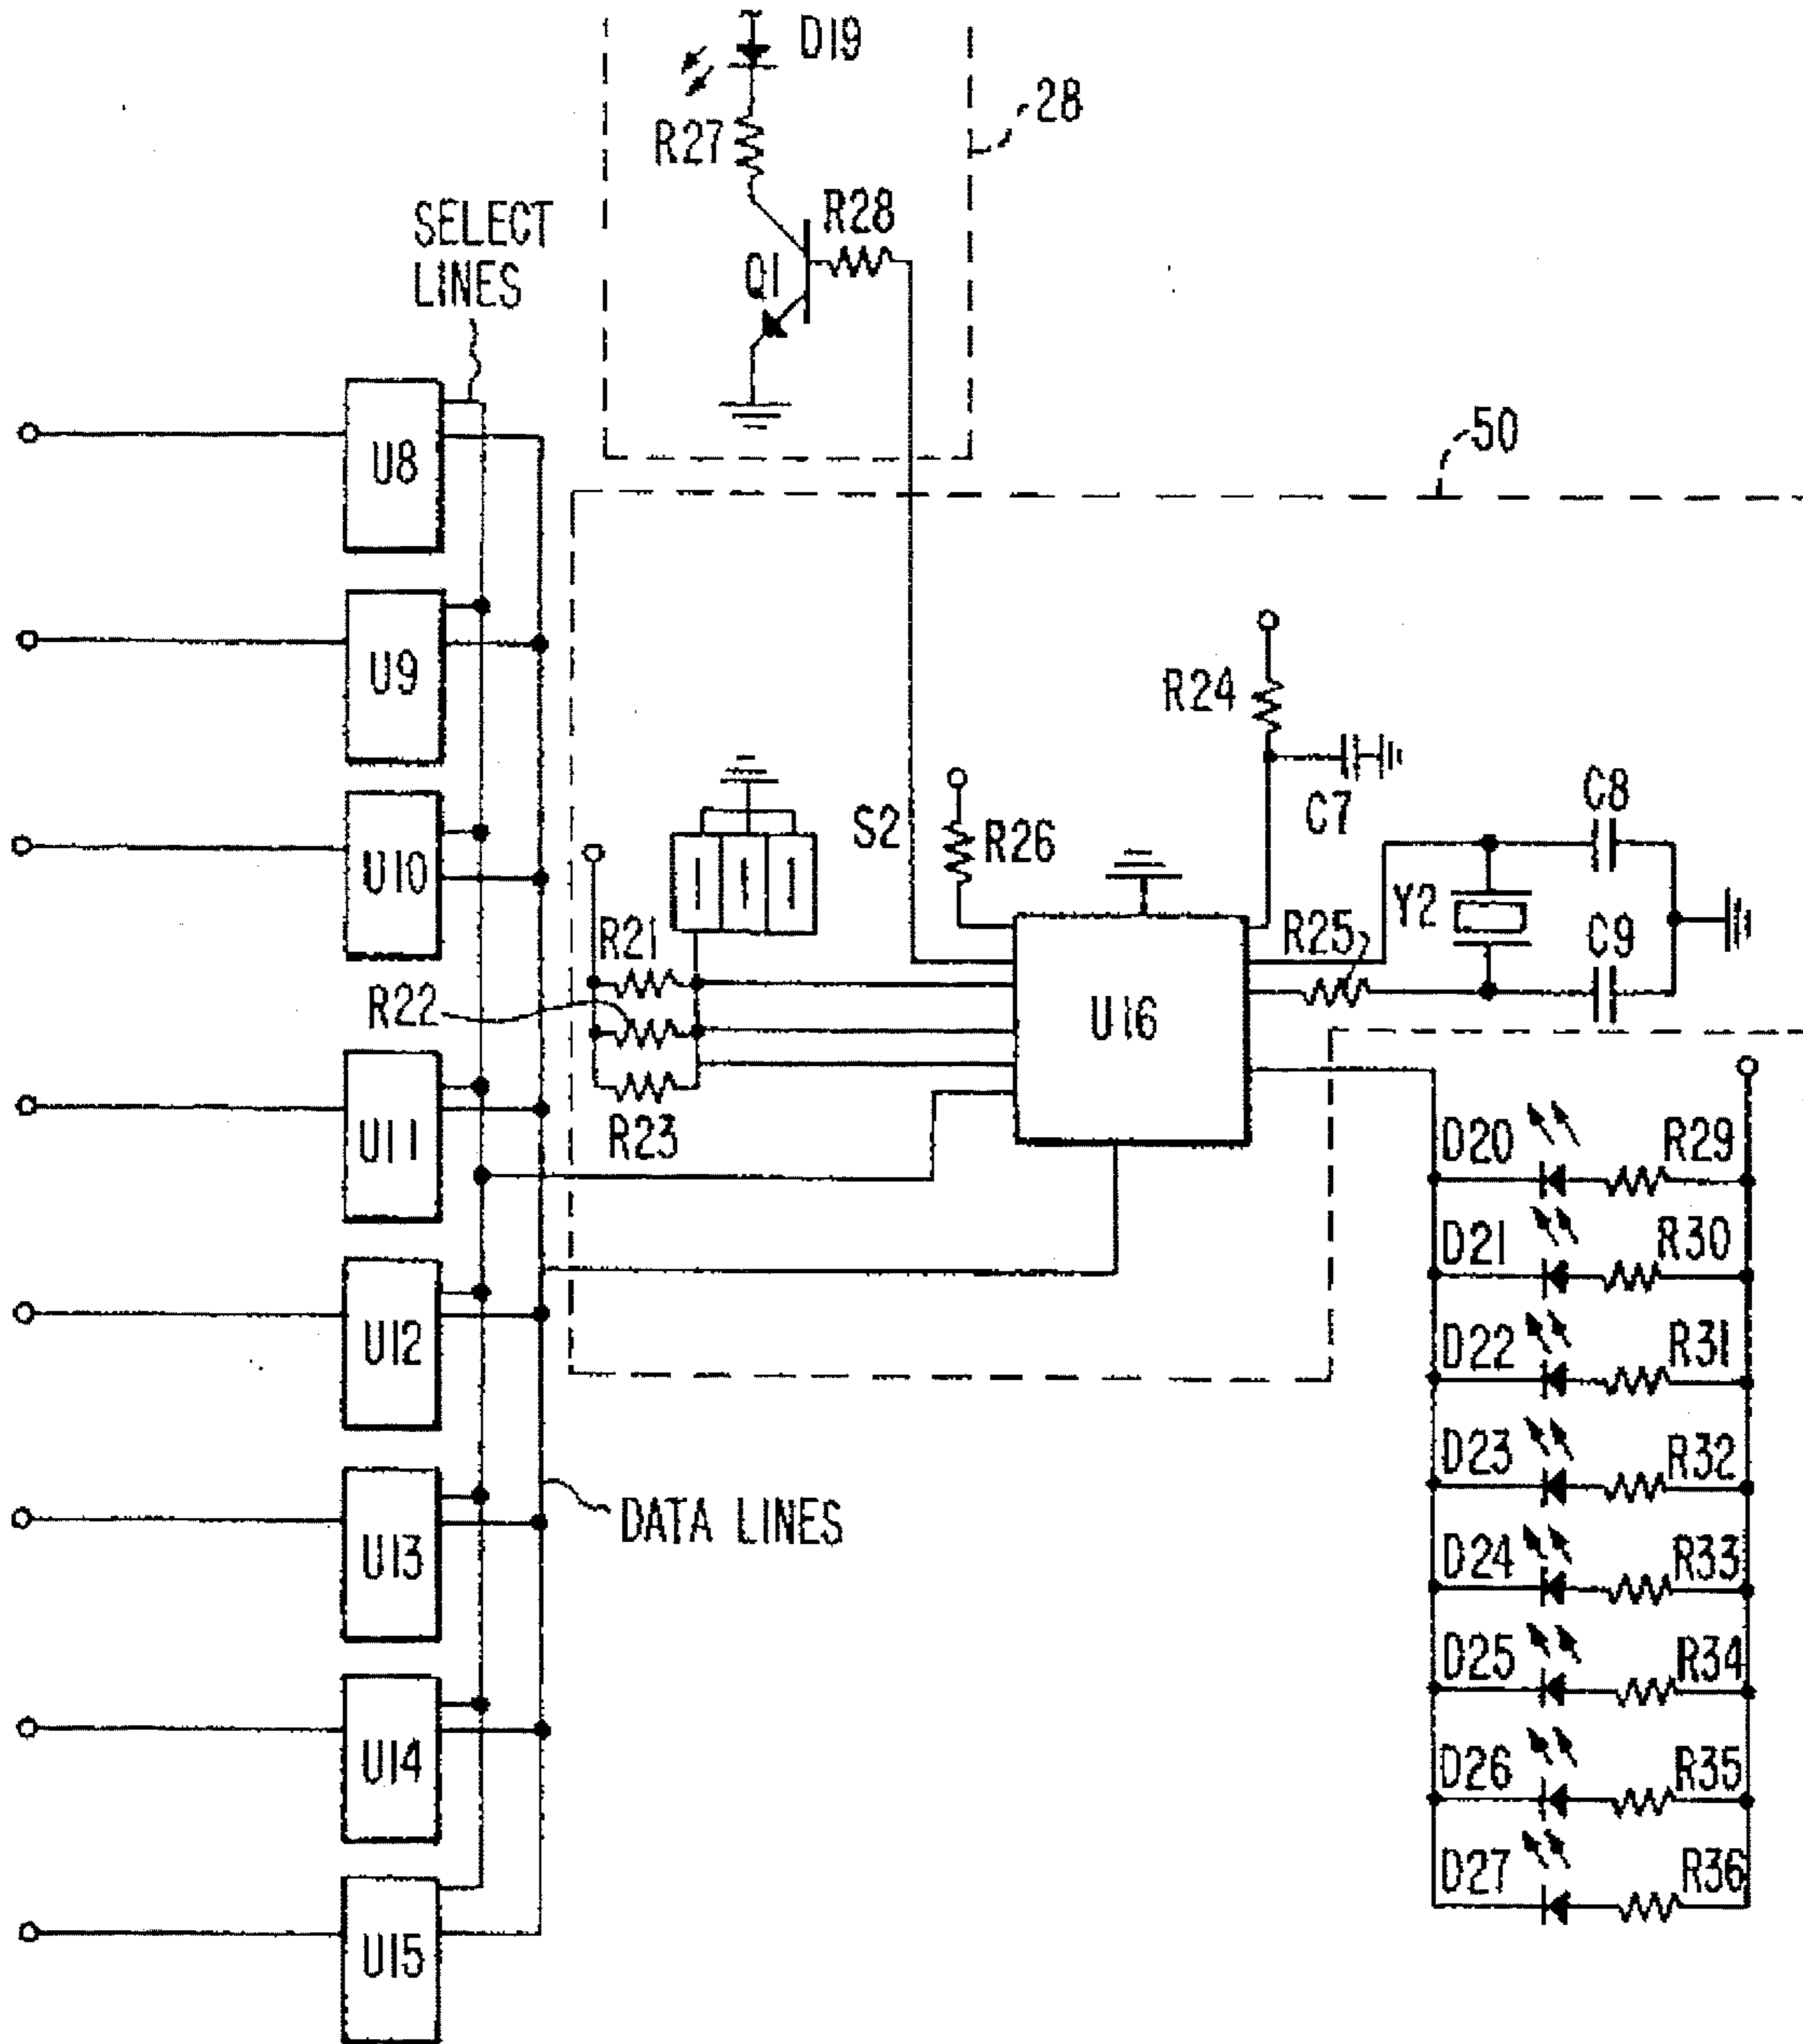 D19
28
R27
R28
SELECT
LINES
Q1
50
U8
U9
R24
S2
R26
C7
C8
U10
Y2
R21
R25
C9
R22
U16
U11
R23
D20
R29
D21
R30
U12
D22
R31
D23
R32
DATA LINES
U13
D24
R33
D25
R34
U14
D26
R35
D27
R36
U15